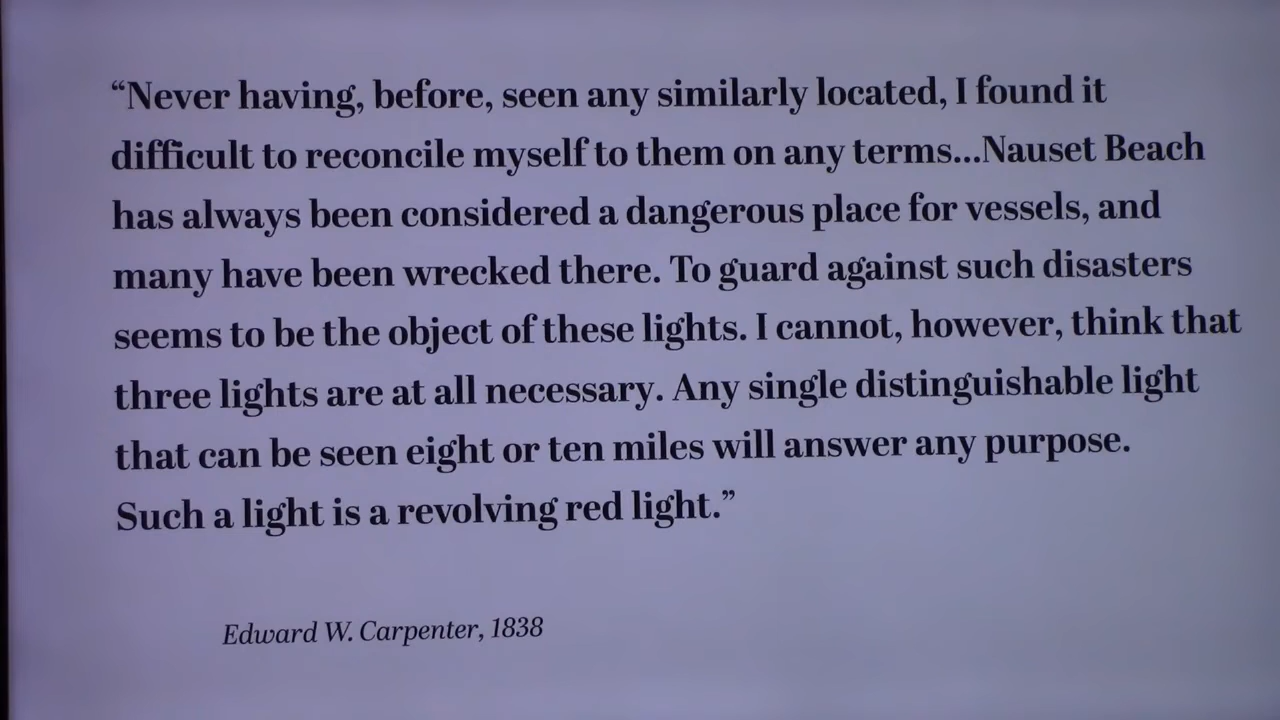 “Never having, before, seen any similarly located, I found it
difficult to reconcile myself to them on any terms...Nauset Beach
has always been considered a dangerous place for vessels, and
many have been wrecked there. To guard against such disasters
seems to be the object of these lights. I cannot, however, think that
three lights are at all necessary. Any single distinguishable light
that can be seen eight or ten miles will answer any purpose.
Such a light is a revolving red light.”
Edward W. Carpenter, 1838